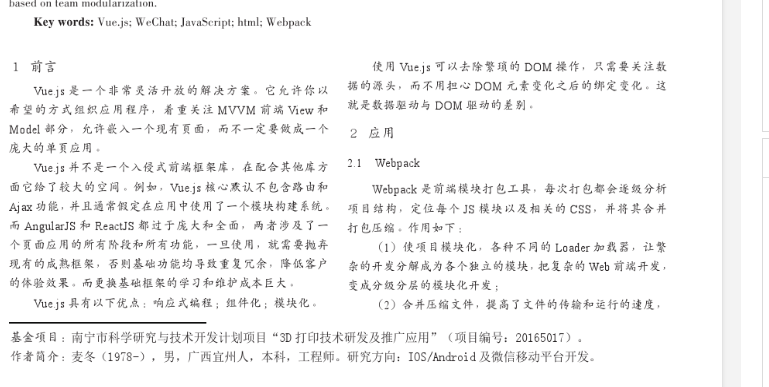 based on team modularization.
Key words: Vue.js; WeChat; JavaScript; html; Webpack
1 前言
Vue.js 是一个非常灵活开放的解决方案。它允许你以
希望的方式组织应用程序，着重关注 MVVM 前端 View 和
Model 部分，允许嵌入一个现有页面，而不一定要做成一个
庞大的单页应用。
Vue.js 并不是一个入侵式前端框架库，在配合其他库方
面它给了较大的空间。例如，Vue.js 核心默认不包含路由和
Ajax 功能，并且通常假定在应用中使用了一个模块构建系统。
而 AngularJS 和 ReactJS 都过于庞大和全面，两者涉及了一
个页面应用的所有阶段和所有功能，一旦使用，就需要抛弃
现有的成熟框架，否则基础功能均导致重复冗余，降低客户
的体验效果。而更换基础框架的学习和维护成本巨大。
Vue.js 具有以下优点：响应式编程；组件化；模块化。
使用 Vue.js 可以去除繁琐的 DOM 操作，只需要关注数
据的源头，而不用担心 DOM 元素变化之后的绑定变化。这
就是数据驱动与 DOM 驱动的差别。
2 应用
2.1 Webpack
Webpack 是前端模块打包工具，每次打包都会逐级分析
项目结构，定位每个 JS 模块以及相关的 CSS，并将其合并
打包压缩。作用如下：
（1）使项目模块化，各种不同的 Loader 加载器，让繁
杂的开发分解成为各个独立的模块，把复杂的 Web 前端开发，
变成分级分层的模块化开发；
（2）合并压缩文件，提高了文件的传输和运行的速度，
基金项目：南宁市科学研究与技术开发计划项目“3D 打印技术研发及推广应用”（项目编号：20165017）。
作者简介：麦冬（1978-），男，广西宜州人，本科，工程师。研究方向：IOS/Android 及微信移动平台开发。